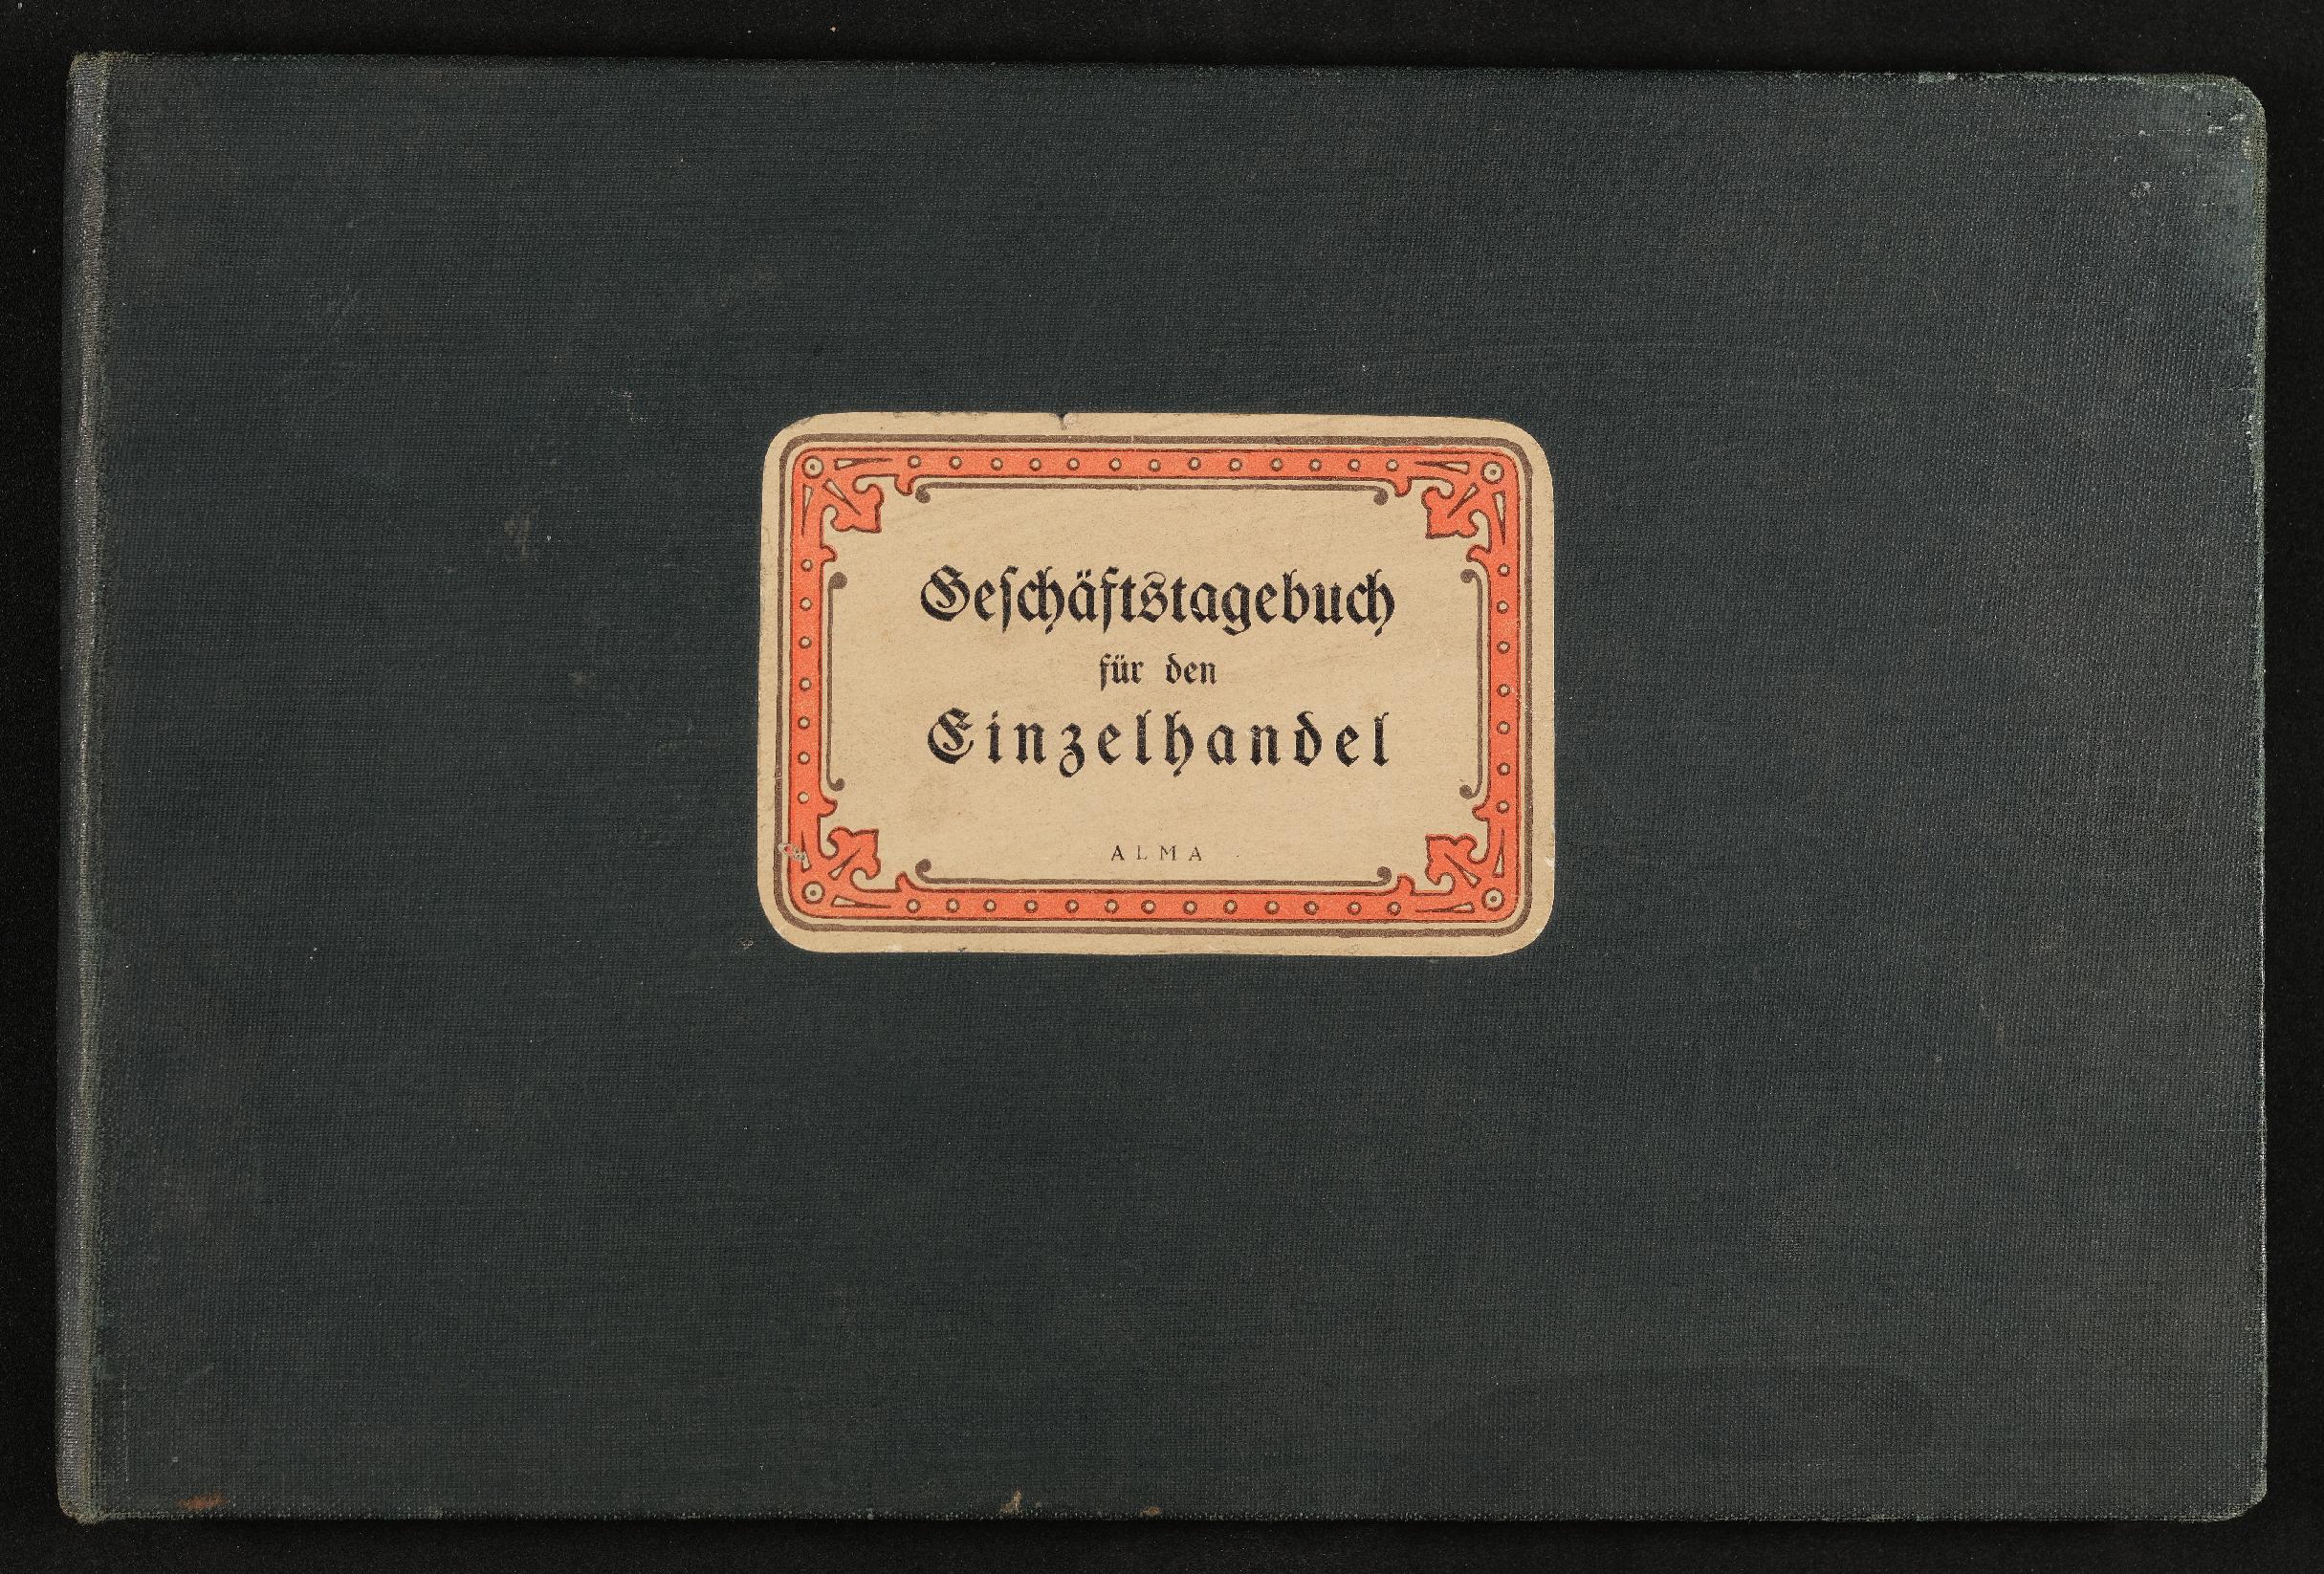 Geſchäftstagebuch
für den
Einzelhandel
ALMA